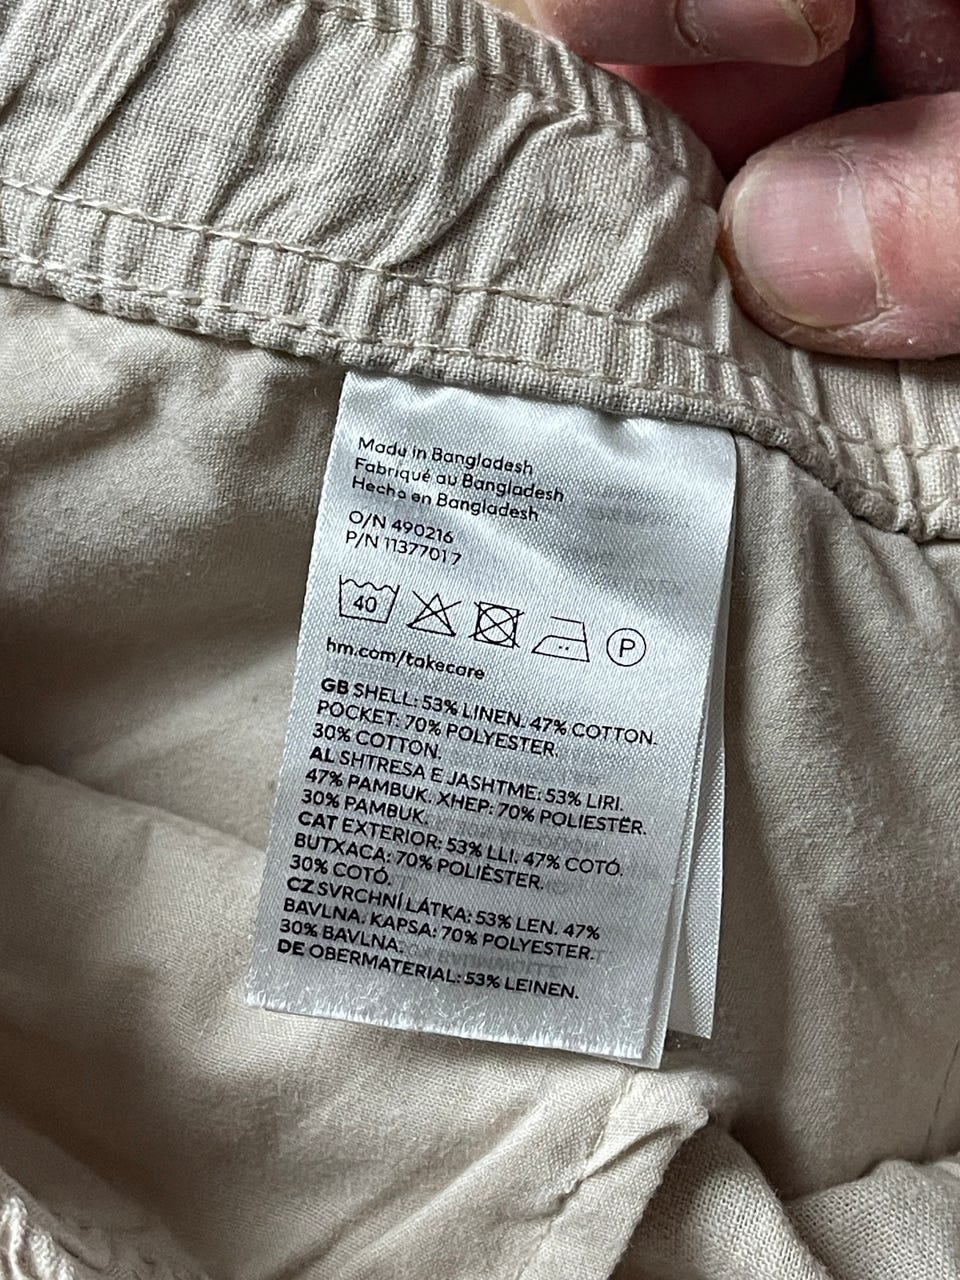 Made in Bangladesh
Fabriqué au Bangladesh
Hecho en Bangladesh
O/N 490216
P/N 11377017
40
P
hm.com/takecare
GB SHELL: 53% LINEN. 47% COTTON.
POCKET: 70% POLYESTER.
30% COTTON.
AL SHTRESA E JASHTME: 53% LIRI.
47% PAMBUK. XHEP: 70% POLIESTËR.
30% PAMBUK.
CAT EXTERIOR: 53% LLI. 47% COTÓ.
BUTXACA: 70% POLIÈSTER.
30% COTÓ.
CZ SVRCHNÍ LÁTKA: 53% LEN. 47%
BAVLNA. KAPSA: 70% POLYESTER.
30% BAVLNA.
DE OBERMATERIAL: 53% LEINEN.